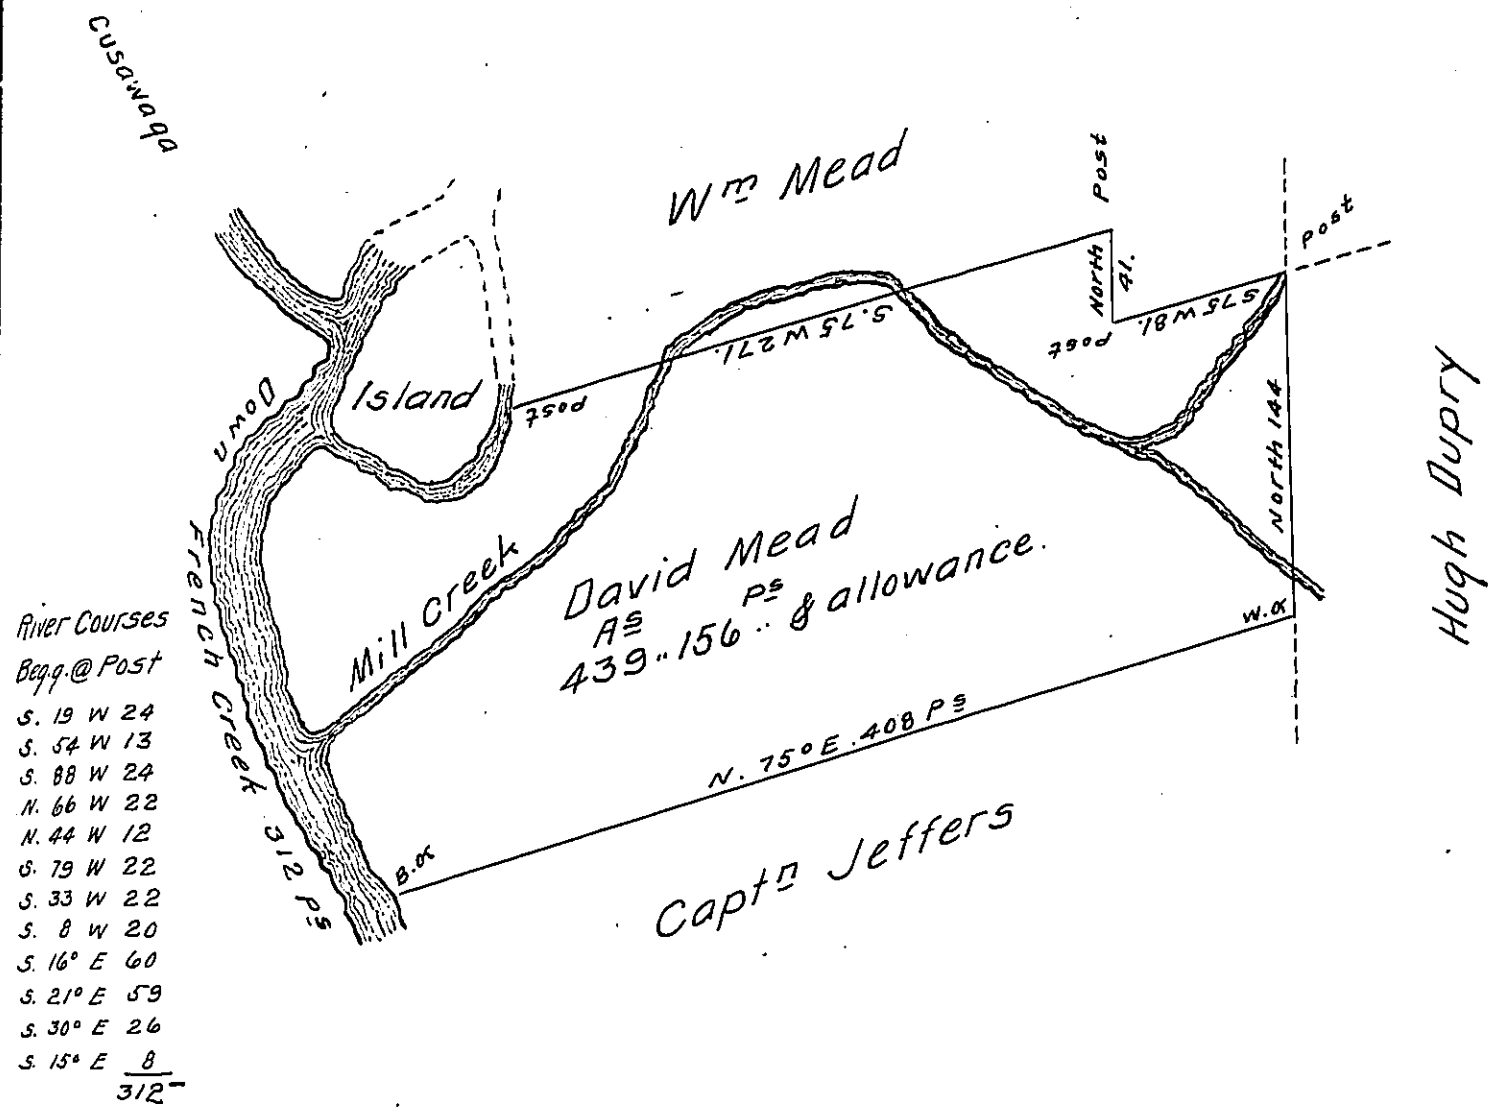 Cusawaga
Wm Mead
North
41.
Post
Post
S 75 W 81.
Post
S. 75 W 271.
Post
Island
Down
French Creek 312 Ps
Mill Creek
North 144
Hugh Dupry
David Mead
As Ps
439.. 156 .. & allowance.
W. O.
N. 75° E. 408 Ps
B. O.
Captn Jeffers
River Courses
Begg. @ Post
S. 19 W 24
S. 54 W 13
S. 88 W 24
N. 66 W 22
N. 44 W 12
S. 79 W 22
S. 33 W 22
S. 8 W 20
S. 16° E 60
S. 21° E 59
S. 30° E 26
S. 15° E 8
312